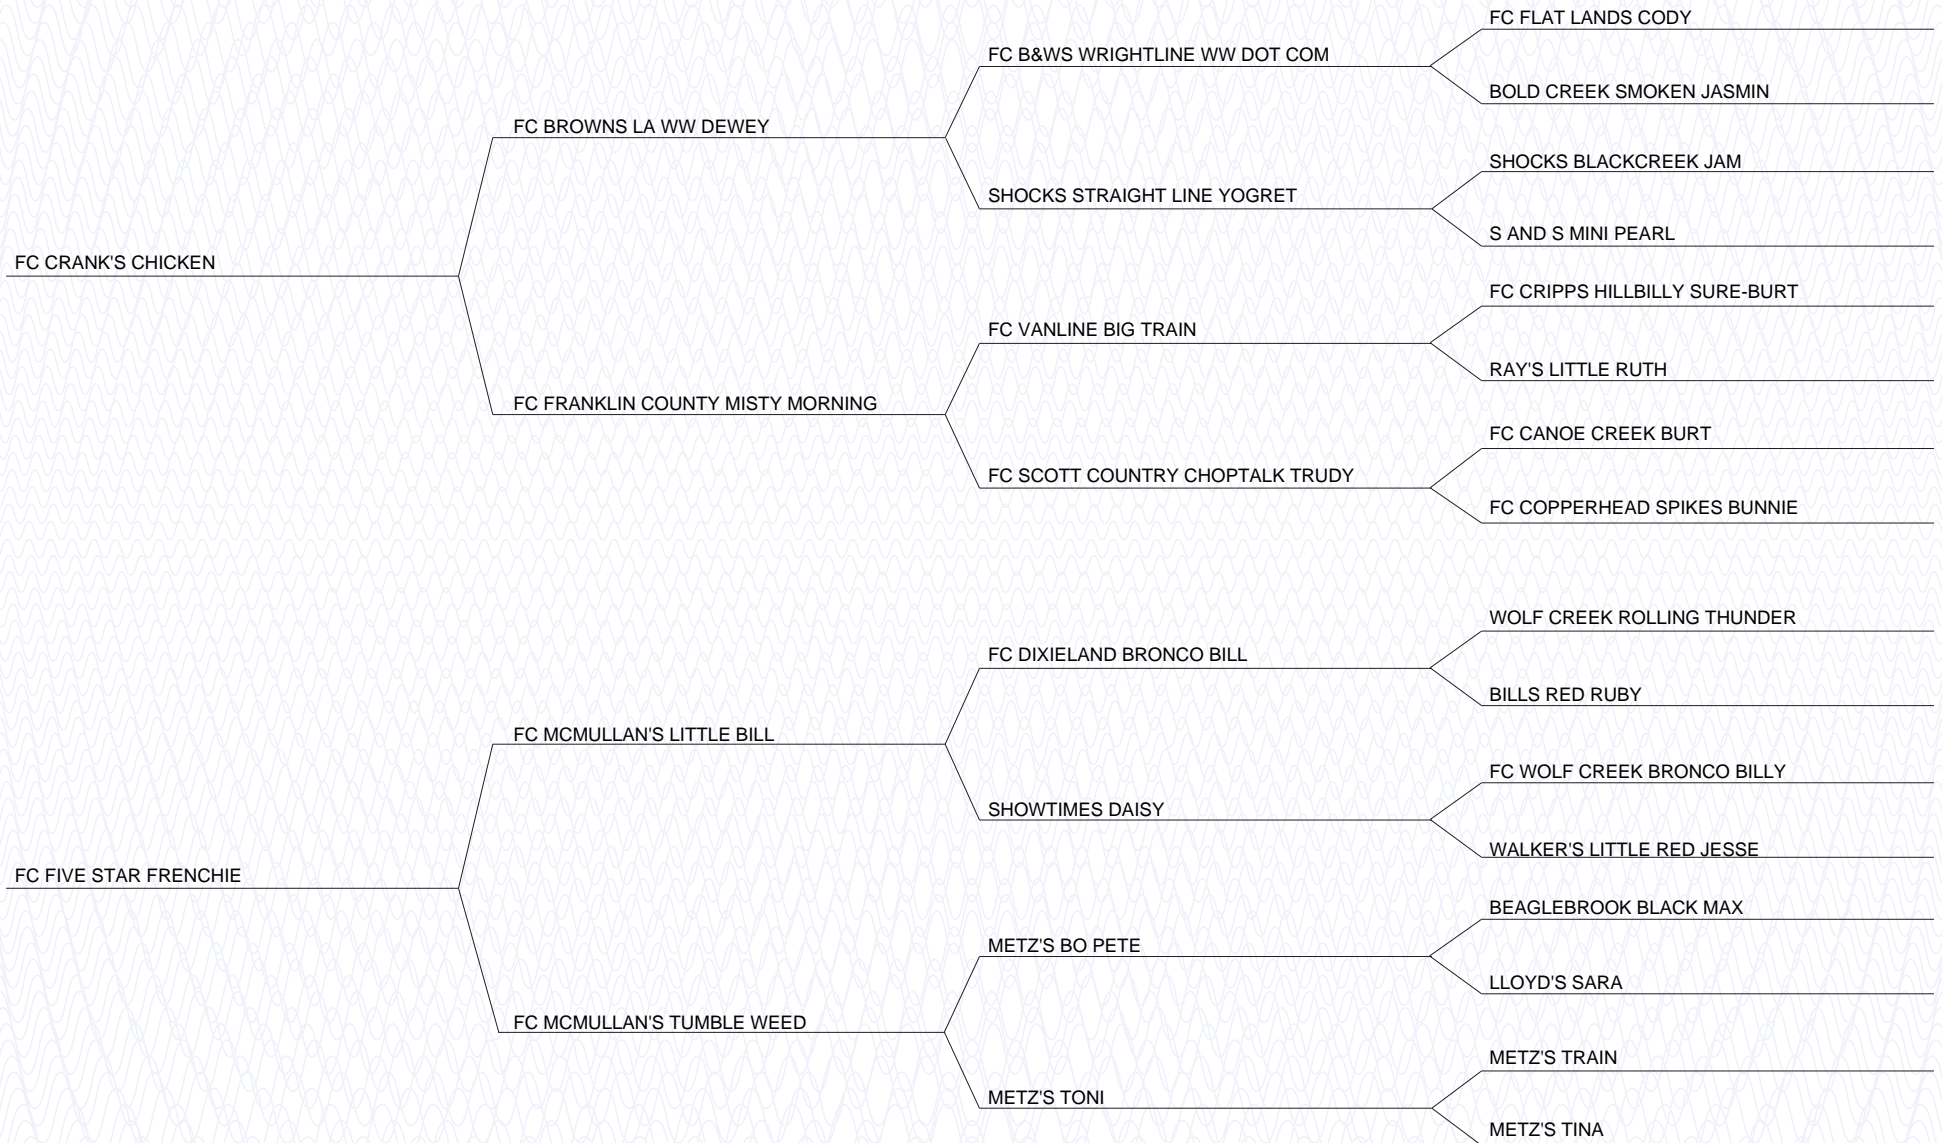 FC FLAT LANDS CODY
FC B&WS WRIGHTLINE WW DOT COM
BOLD CREEK SMOKEN JASMIN
FC BROWNS LA WW DEWEY
SHOCKS BLACKCREEK JAM
SHOCKS STRAIGHT LINE YOGRET
S AND S MINI PEARL
FC CRANK'S CHICKEN
FC CRIPPS HILLBILLY SURE-BURT
FC VANLINE BIG TRAIN
RAY'S LITTLE RUTH
FC FRANKLIN COUNTY MISTY MORNING
FC CANOE CREEK BURT
FC SCOTT COUNTRY CHOPTALK TRUDY
FC COPPERHEAD SPIKES BUNNIE
WOLF CREEK ROLLING THUNDER
FC DIXIELAND BRONCO BILL
BILLS RED RUBY
FC MCMULLAN'S LITTLE BILL
FC WOLF CREEK BRONCO BILLY
SHOWTIMES DAISY
WALKER'S LITTLE RED JESSE
FC FIVE STAR FRENCHIE
BEAGLEBROOK BLACK MAX
METZ'S BO PETE
LLOYD'S SARA
FC MCMULLAN'S TUMBLE WEED
METZ'S TRAIN
METZ'S TONI
METZ'S TINA